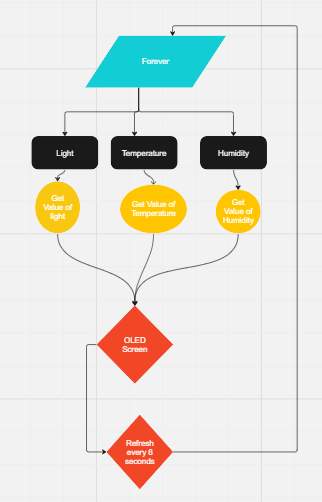 Forever
Light
Temperature
Humidity
Get
Value of
light
Get Value of
Temperature
Get
Value of
Humidity
OLED
Screen
Refresh
every 6
seconds